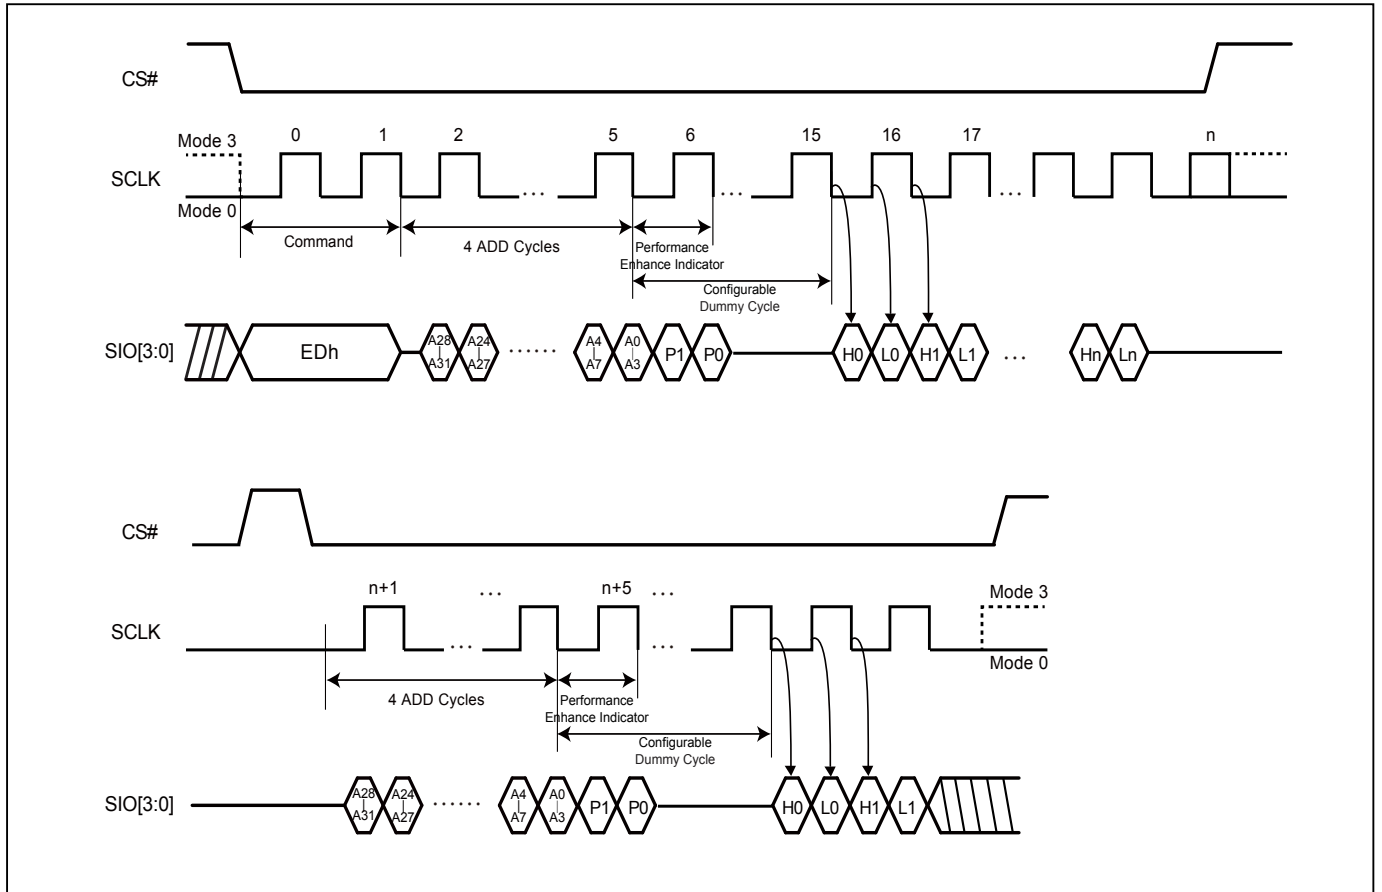 CS#
0 1 2 5 6 15 16 17 n
Mode 3
SCLK
··· ··· ···
Mode 0
Command
4 ADD Cycles
Performance
Enhance Indicator
Configurable
Dummy Cycle
SIO[3:0]
EDh
A28
|
A31
A24
|
A27
······
A4
|
A7
A0
|
A3
P1 P0 H0 L0 H1 L1 ··· Hn Ln
CS#
n+1 ··· n+5 ···
Mode 3
SCLK
··· ···
Mode 0
4 ADD Cycles
Performance
Enhance Indicator
Configurable
Dummy Cycle
SIO[3:0]
A28
|
A31
A24
|
A27
······
A4
|
A7
A0
|
A3
P1 P0 H0 L0 H1 L1